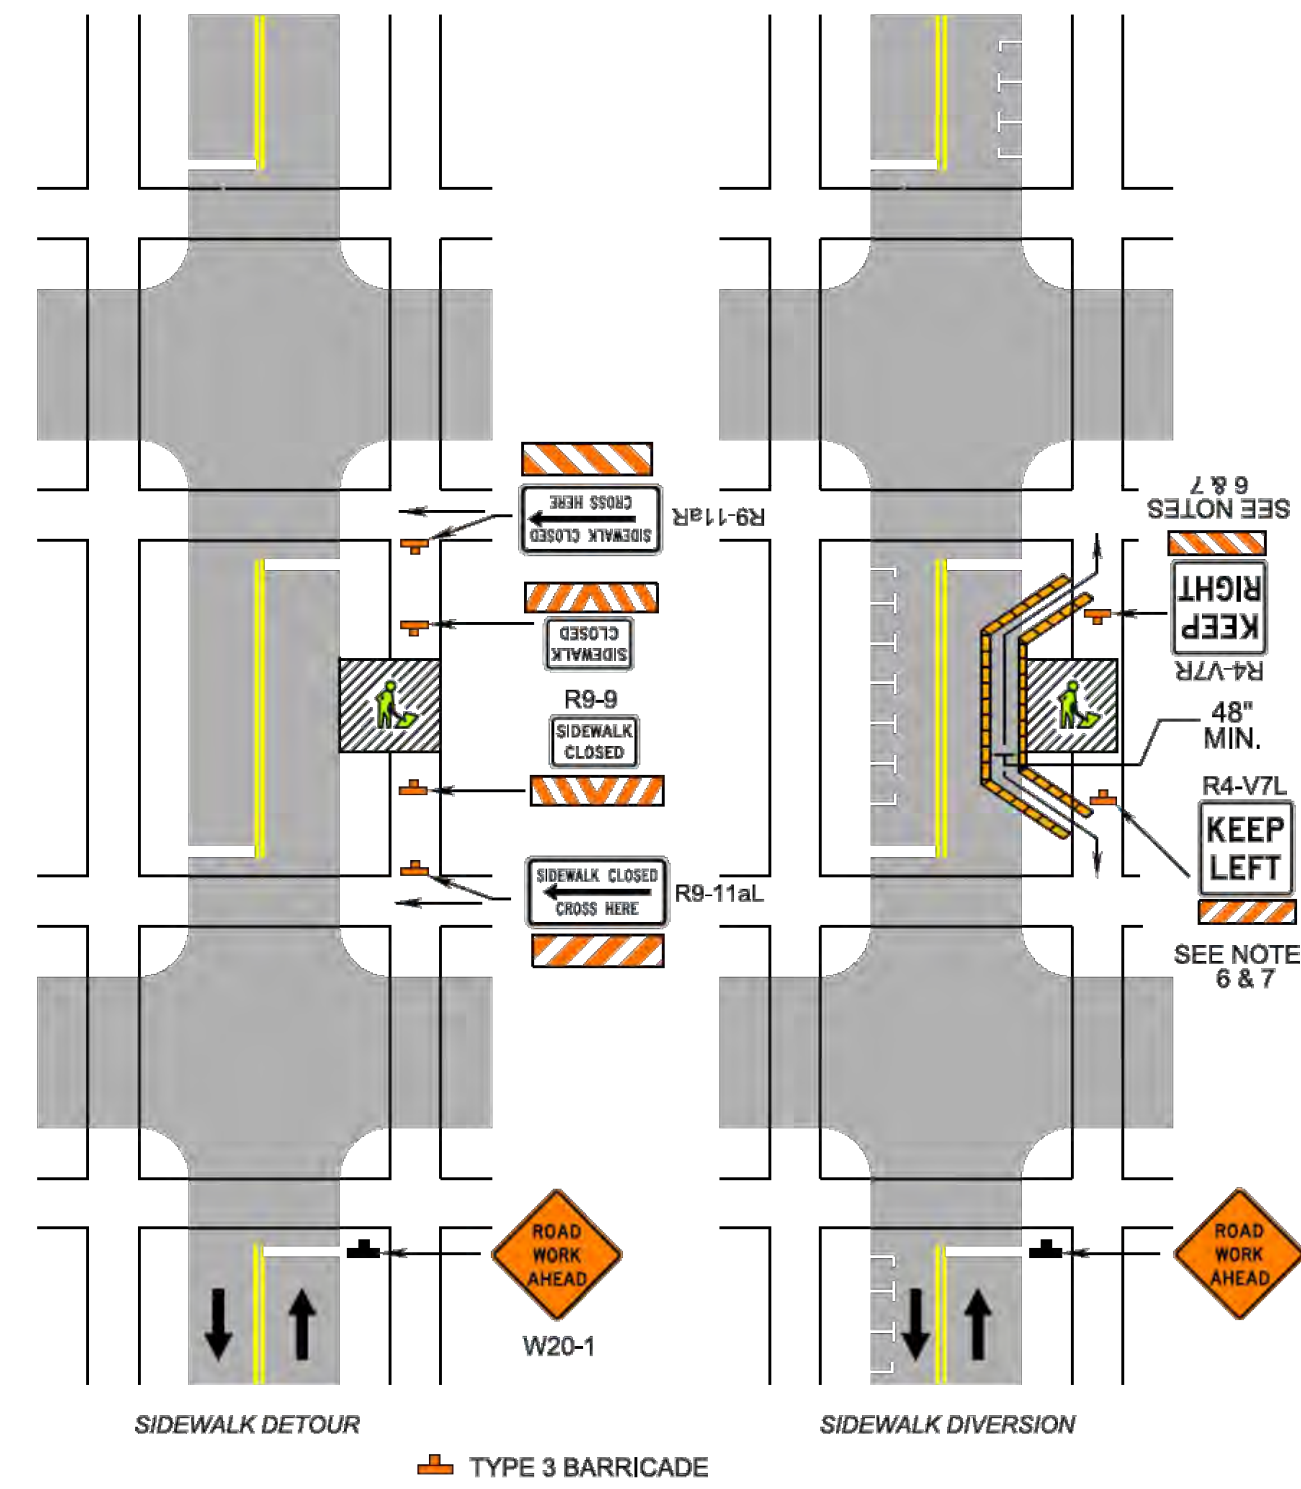 SIDEWALK CLOSED
CROSS HERE
R9-11aR
SIDEWALK
CLOSED
R9-9
SIDEWALK
CLOSED
SIDEWALK CLOSED
CROSS HERE
R9-11aL
ROAD
WORK
AHEAD
W20-1
SIDEWALK DETOUR
SEE NOTES
6 & 7
KEEP
RIGHT
R4-V7R
48"
MIN.
R4-V7L
KEEP
LEFT
SEE NOTE
6 & 7
ROAD
WORK
AHEAD
SIDEWALK DIVERSION
TYPE 3 BARRICADE